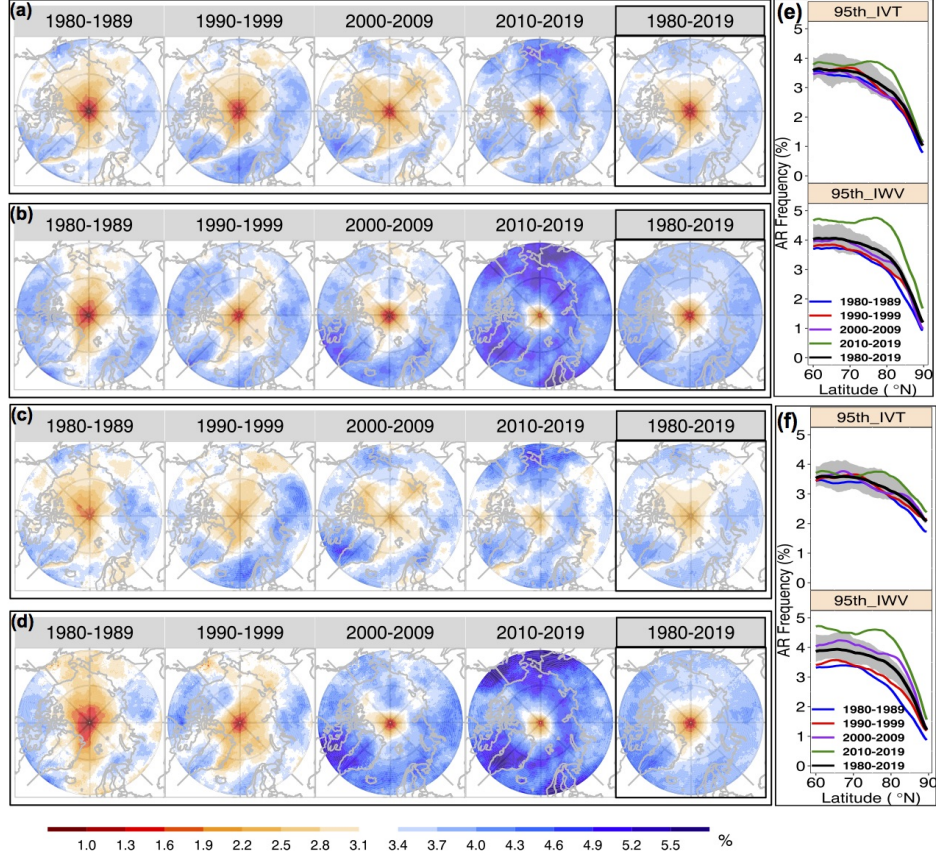 (a)
1980-1989 1990-1999 2000-2009 2010-2019 1980-2019
(b)
1980-1989 1990-1999 2000-2009 2010-2019 1980-2019
(c)
1980-1989 1990-1999 2000-2009 2010-2019 1980-2019
(d)
1980-1989 1990-1999 2000-2009 2010-2019 1980-2019
1.0 1.3 1.6 1.9 2.2 2.5 2.8 3.1 3.4 3.7 4.0 4.3 4.6 4.9 5.2 5.5 %
(e)
95th_IVT
5
4
3
2
1
0
AR Frequency (%)
95th_IWV
5
4
3
2
1
0
1980-1989
1990-1999
2000-2009
2010-2019
1980-2019
60 70 80 90
Latitude ( °N)
(f)
95th_IVT
5
4
3
2
1
0
AR Frequency (%)
95th_IWV
5
4
3
2
1
0
1980-1989
1990-1999
2000-2009
2010-2019
1980-2019
60 70 80 90
Latitude ( °N)